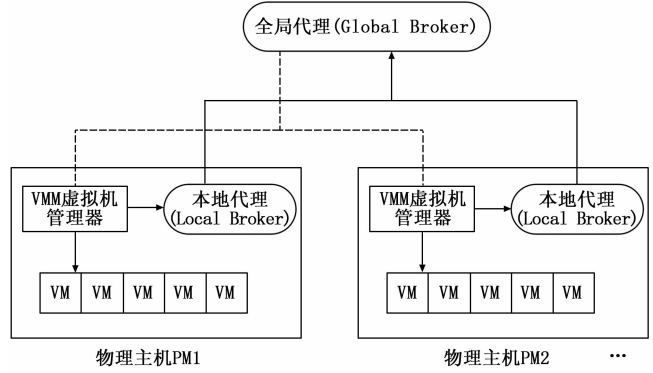 全局代理(Global Broker)
VMM虚拟机
管理器
本地代理
(Local Broker)
VM VM VM VM VM
物理主机PM1
VMM虚拟机
管理器
本地代理
(Local Broker)
VM VM VM VM VM
物理主机PM2
…